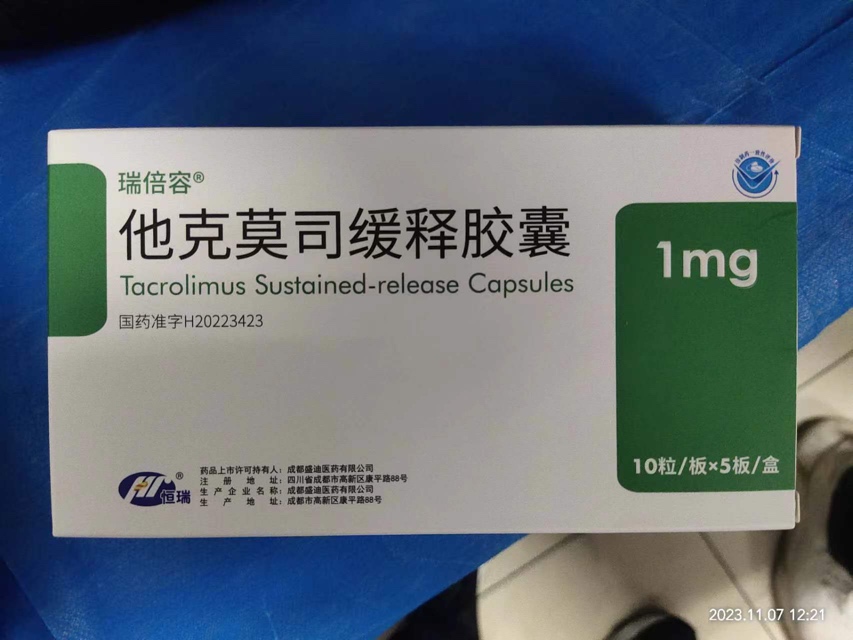 瑞倍容®
他克莫司缓释胶囊
Tacrolimus Sustained-release Capsules
国药准字H20223423
1mg
10粒/板×5板/盒
恒瑞®
药品上市许可持有人：成都盛迪医药有限公司
注册地址：四川省成都市高新区康平路88号
生产企业名称：成都盛迪医药有限公司
生产地址：成都市高新区康平路88号
2023.11.07 12:21